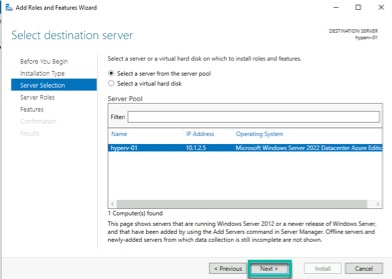 Add Roles and Features Wizard
Select destination server
DESTINATION SERVER
Hyperv-01
Before You Begin
Installation Type
Server Selection
Server Roles
Features
Confirmation
Results
Select a server or a virtual hard disk on which to install roles and features.
Select a server from the server pool
Select a virtual hard disk
Server Pool
Filter:
Name IP Address Operating System
hyperv-01 10.1.2.5 Microsoft Windows Server 2022 Datacenter Azure Editic
1 Computer(s) found
This page shows servers that are running Windows Server 2012 or a newer release of Windows Server,
and that have been added by using the Add Servers command in Server Manager. Offline servers and
newly-added servers from which data collection is still incomplete are not shown.
< Previous Next > Install Cancel